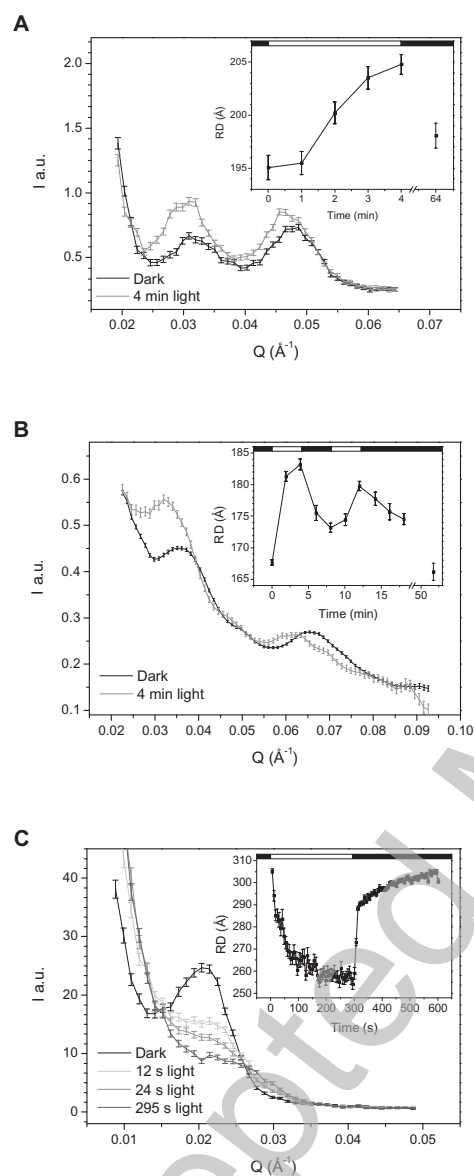 A
I a.u.
2.0
1.5
1.0
0.5
0.02 0.03 0.04 0.05 0.06 0.07
Q (Å-1)
Dark
4 min light
RD (Å)
205
200
195
0 1 2 3 4 64
Time (min)
B
I a.u.
0.6
0.5
0.4
0.3
0.2
0.1
0.02 0.03 0.04 0.05 0.06 0.07 0.08 0.09 0.10
Q (Å-1)
Dark
4 min light
RD (Å)
185
180
175
170
165
0 5 10 15 50
Time (min)
C
I a.u.
40
30
20
10
0
0.01 0.02 0.03 0.04 0.05
Q (Å-1)
Dark
12 s light
24 s light
295 s light
RD (Å)
310
300
290
280
270
260
250
0 100 200 300 400 500 600
Time (s)